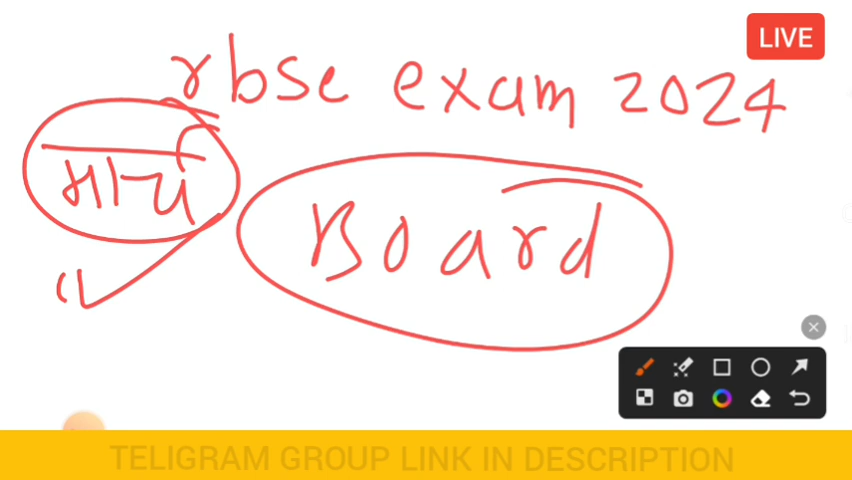 LIVE
rbse exam 2024
मार्च
Board
TELIGRAM GROUP LINK IN DESCRIPTION